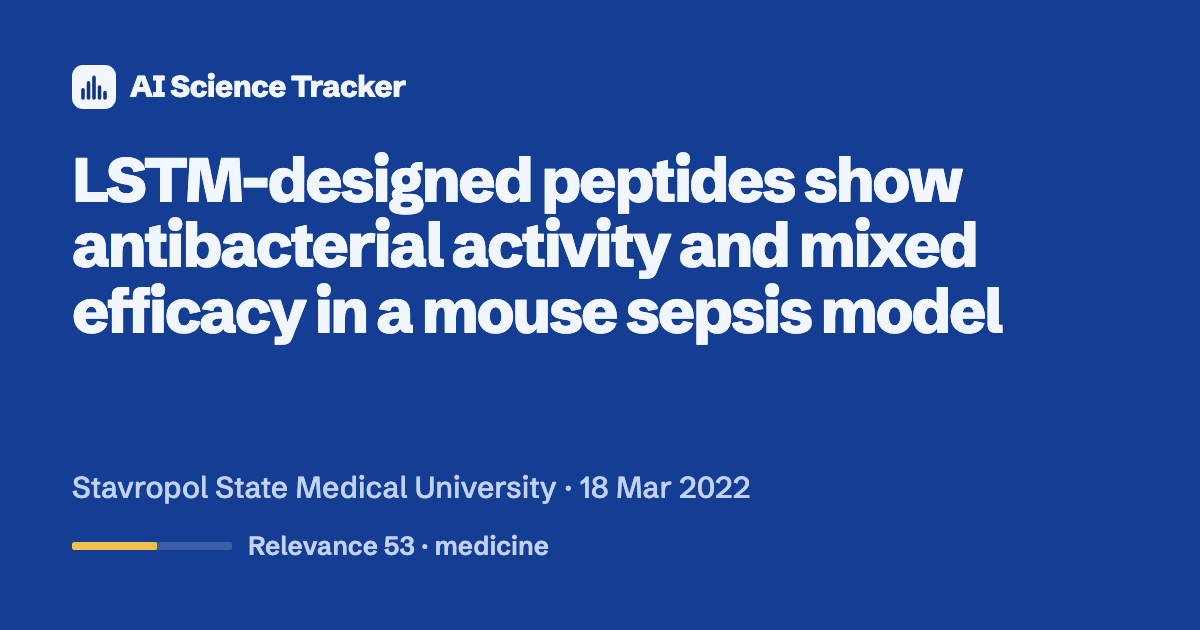 AI Science Tracker
LSTM-designed peptides show
antibacterial activity and mixed
efficacy in a mouse sepsis model
Stavropol State Medical University · 18 Mar 2022
Relevance 53 · medicine